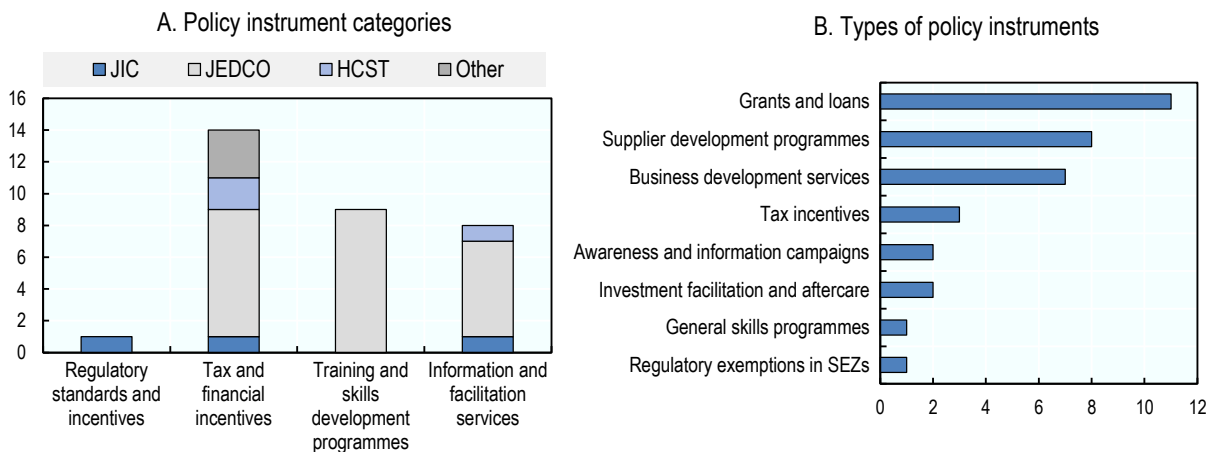 A. Policy instrument categories
JIC JEDCO HCST Other
16
14
12
10
8
6
4
2
0
Regulatory standards and incentives
Tax and financial incentives
Training and skills development programmes
Information and facilitation services
B. Types of policy instruments
Grants and loans
Supplier development programmes
Business development services
Tax incentives
Awareness and information campaigns
Investment facilitation and aftercare
General skills programmes
Regulatory exemptions in SEZs
0 2 4 6 8 10 12